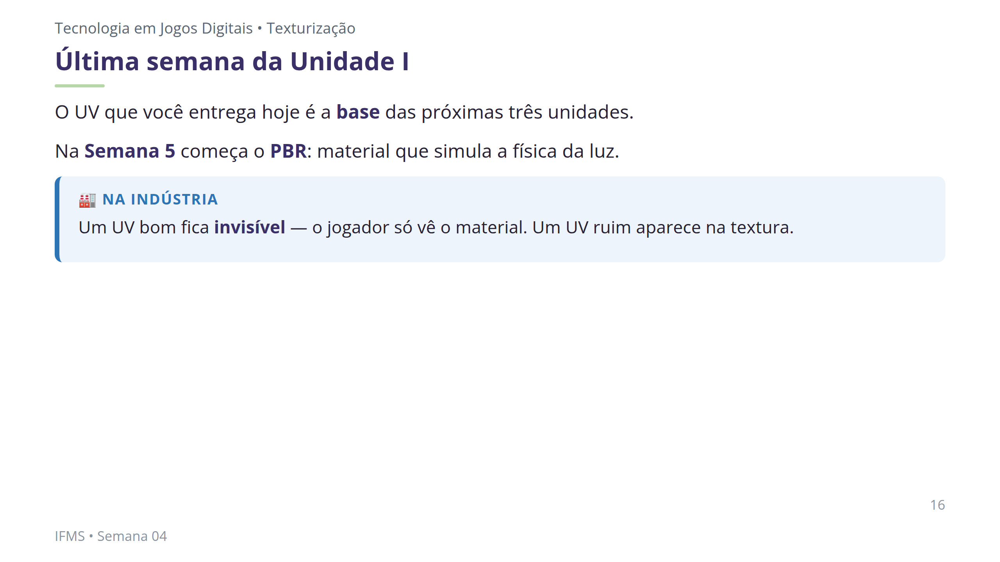 Tecnologia em Jogos Digitais • Texturização
Última semana da Unidade I
O UV que você entrega hoje é a base das próximas três unidades.
Na Semana 5 começa o PBR: material que simula a física da luz.
🏭 NA INDÚSTRIA
Um UV bom fica invisível — o jogador só vê o material. Um UV ruim aparece na textura.
16
IFMS • Semana 04